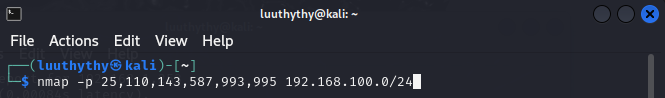 luuthythy@kali: ~
File Actions Edit View Help
(luuthythy㉿kali)-[~]
$ nmap -p 25,110,143,587,993,995 192.168.100.0/24